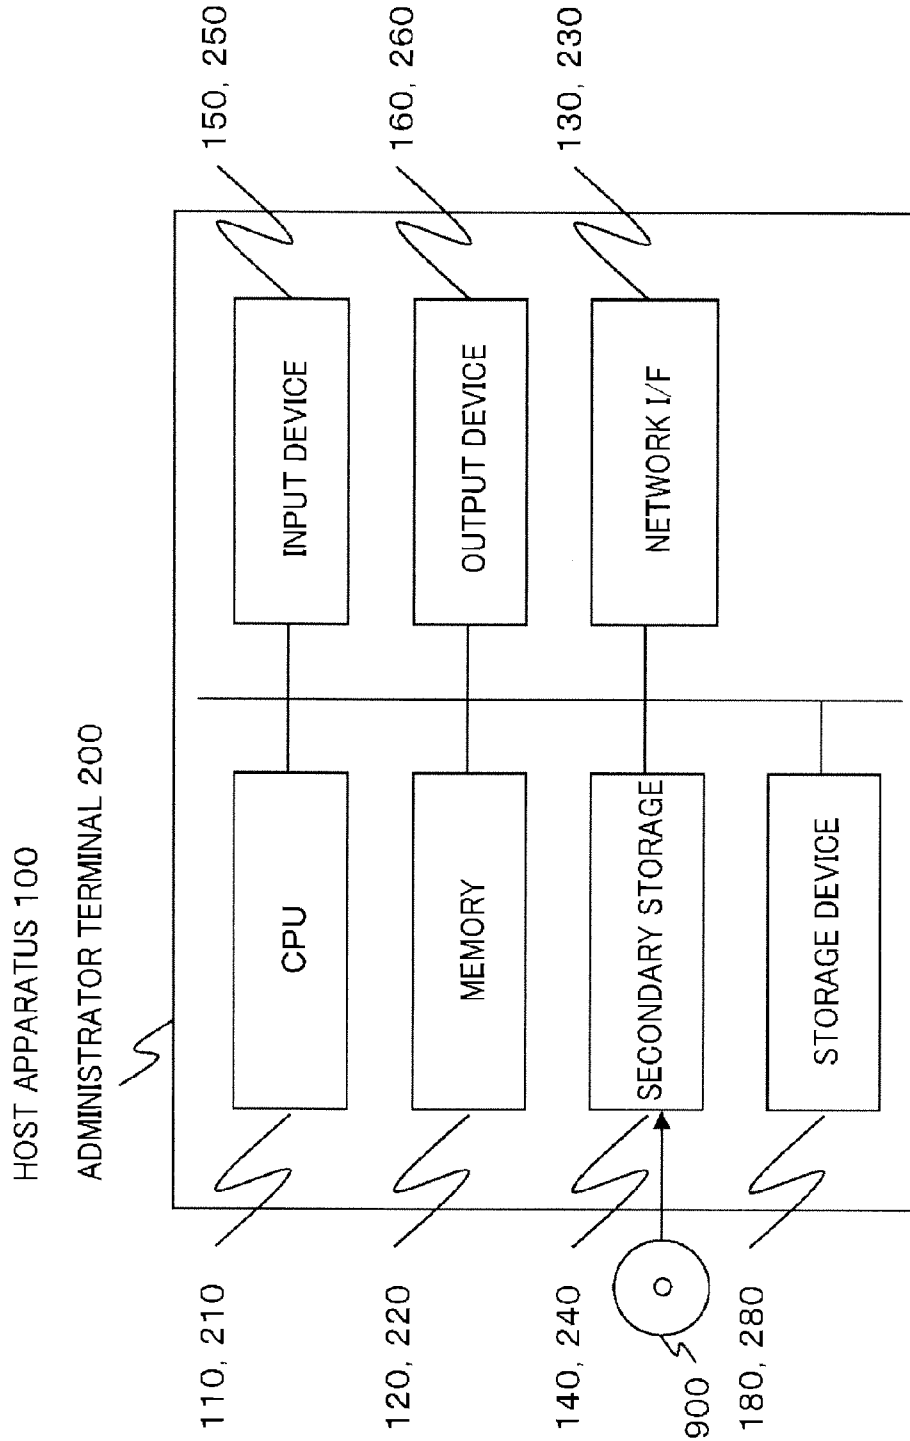 HOST APPARATUS 100
ADMINISTRATOR TERMINAL 200
110, 210
CPU
INPUT DEVICE
150, 250
120, 220
MEMORY
OUTPUT DEVICE
160, 260
140, 240
SECONDARY STORAGE
NETWORK I/F
130, 230
900
180, 280
STORAGE DEVICE